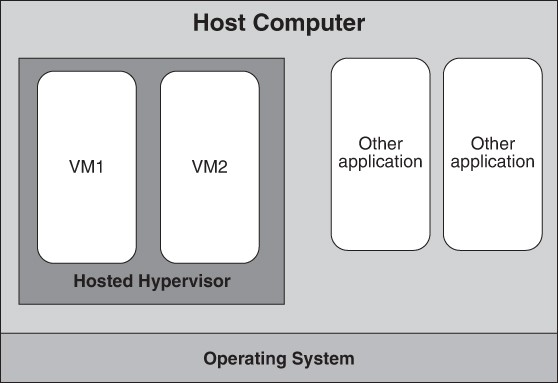 Host Computer
VM1
VM2
Hosted Hypervisor
Other
application
Other
application
Operating System